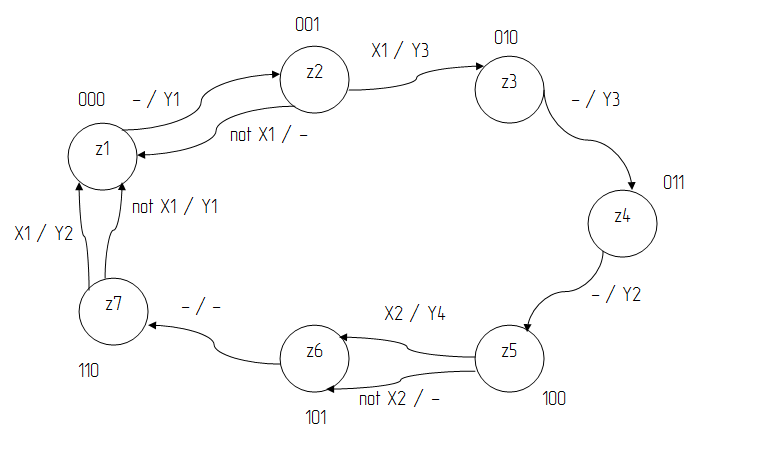 001
z2
X1 / Y3
010
z3
000
- / Y1
- / Y3
not X1 / -
z1
011
not X1 / Y1
z4
X1 / Y2
z7
- / -
- / Y2
X2 / Y4
z6
z5
110
not X2 / -
100
101